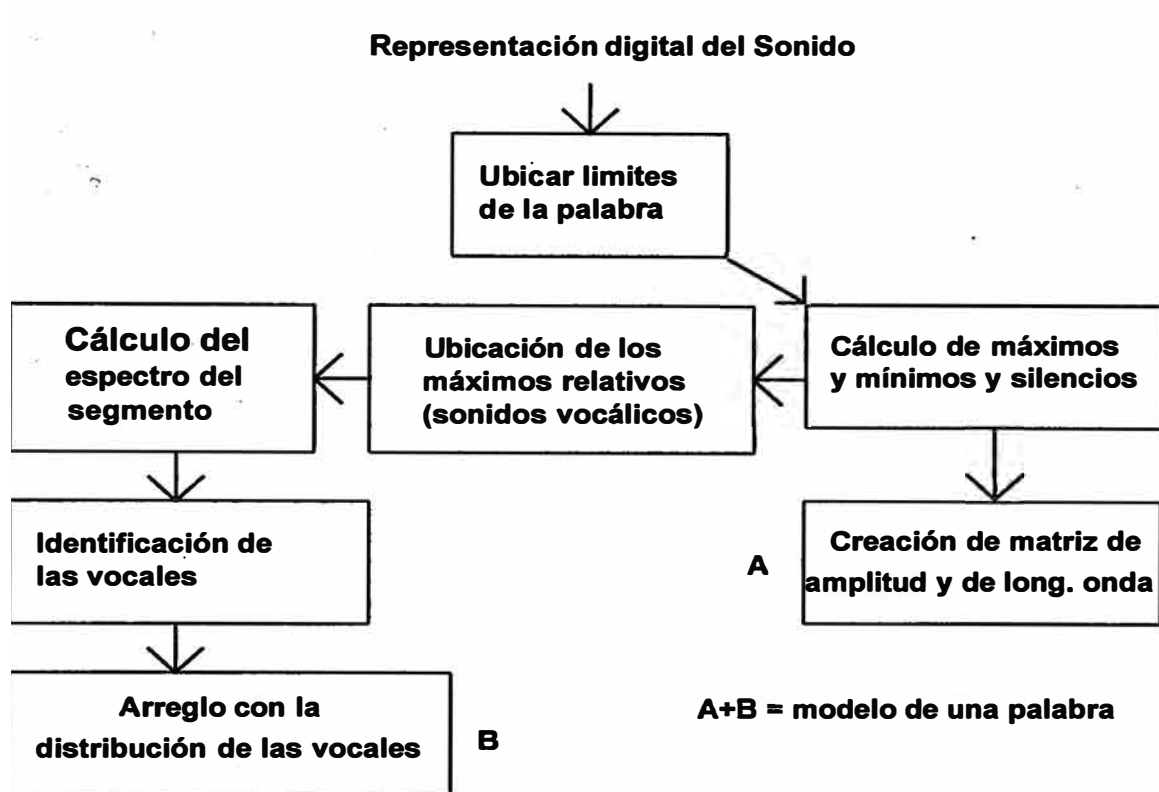 Representación digital del Sonido
Ubicar limites
de la palabra
Cálculo del
espectro del
segmento
Ubicación de los
máximos relativos
(sonidos vocálicos)
Cálculo de máximos
y mínimos y silencios
Identificación de
las vocales
A
Creación de matriz de
amplitud y de long. onda
Arreglo con la
distribución de las vocales
B
A+B = modelo de una palabra